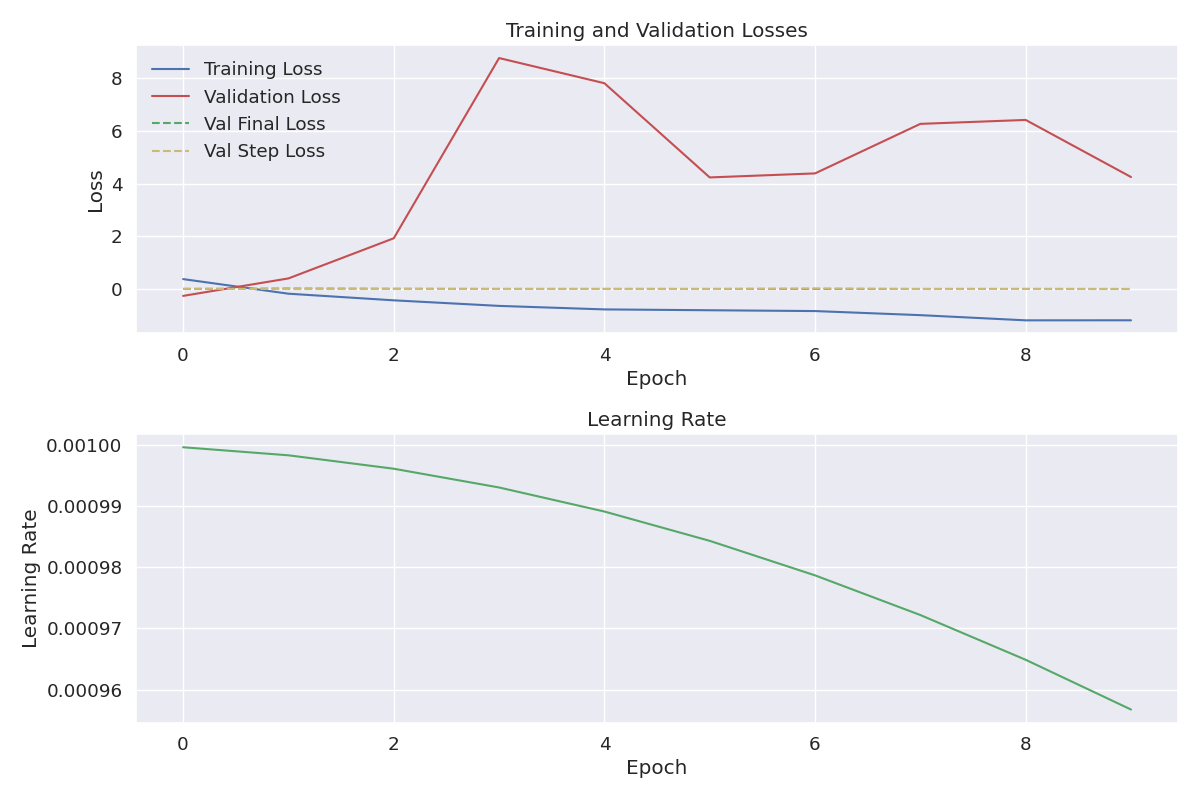 Training and Validation Losses
Training Loss
Validation Loss
Val Final Loss
Val Step Loss
8
6
4
2
0
Loss
0 2 4 6 8
Epoch
Learning Rate
0.00100
0.00099
0.00098
0.00097
0.00096
Learning Rate
0 2 4 6 8
Epoch